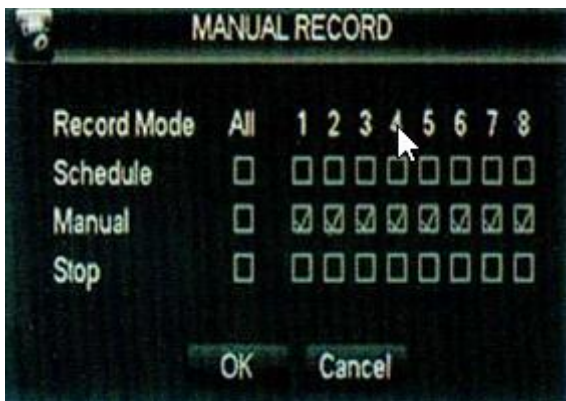 MANUAL RECORD
Record Mode All 1 2 3 4 5 6 7 8
Schedule
Manual
Stop
OK Cancel